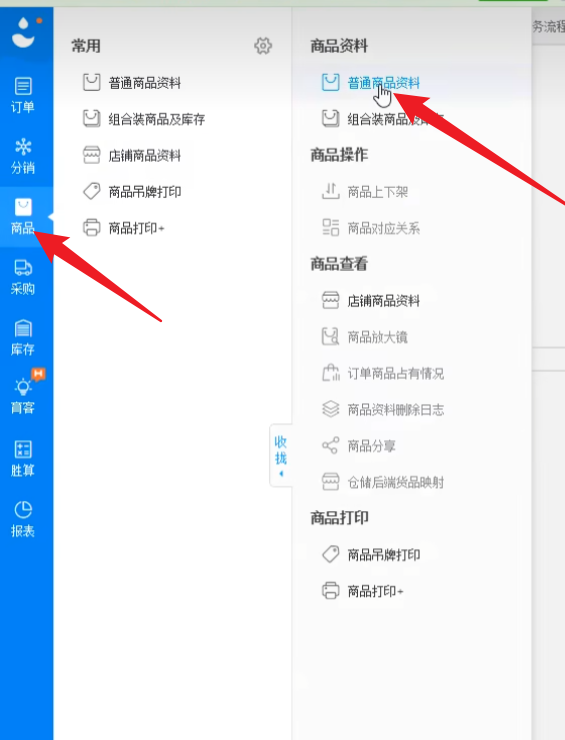 订单
分销
商品
采购
库存
育客
胜算
报表
常用
普通商品资料
组合装商品及库存
店铺商品资料
商品吊牌打印
商品打印+
收拢
商品资料
普通商品资料
组合装商品及库存
商品操作
商品上下架
商品对应关系
商品查看
店铺商品资料
商品放大镜
订单商品占有情况
商品资料删除日志
商品分享
仓储后端货品映射
商品打印
商品吊牌打印
商品打印+
务流程